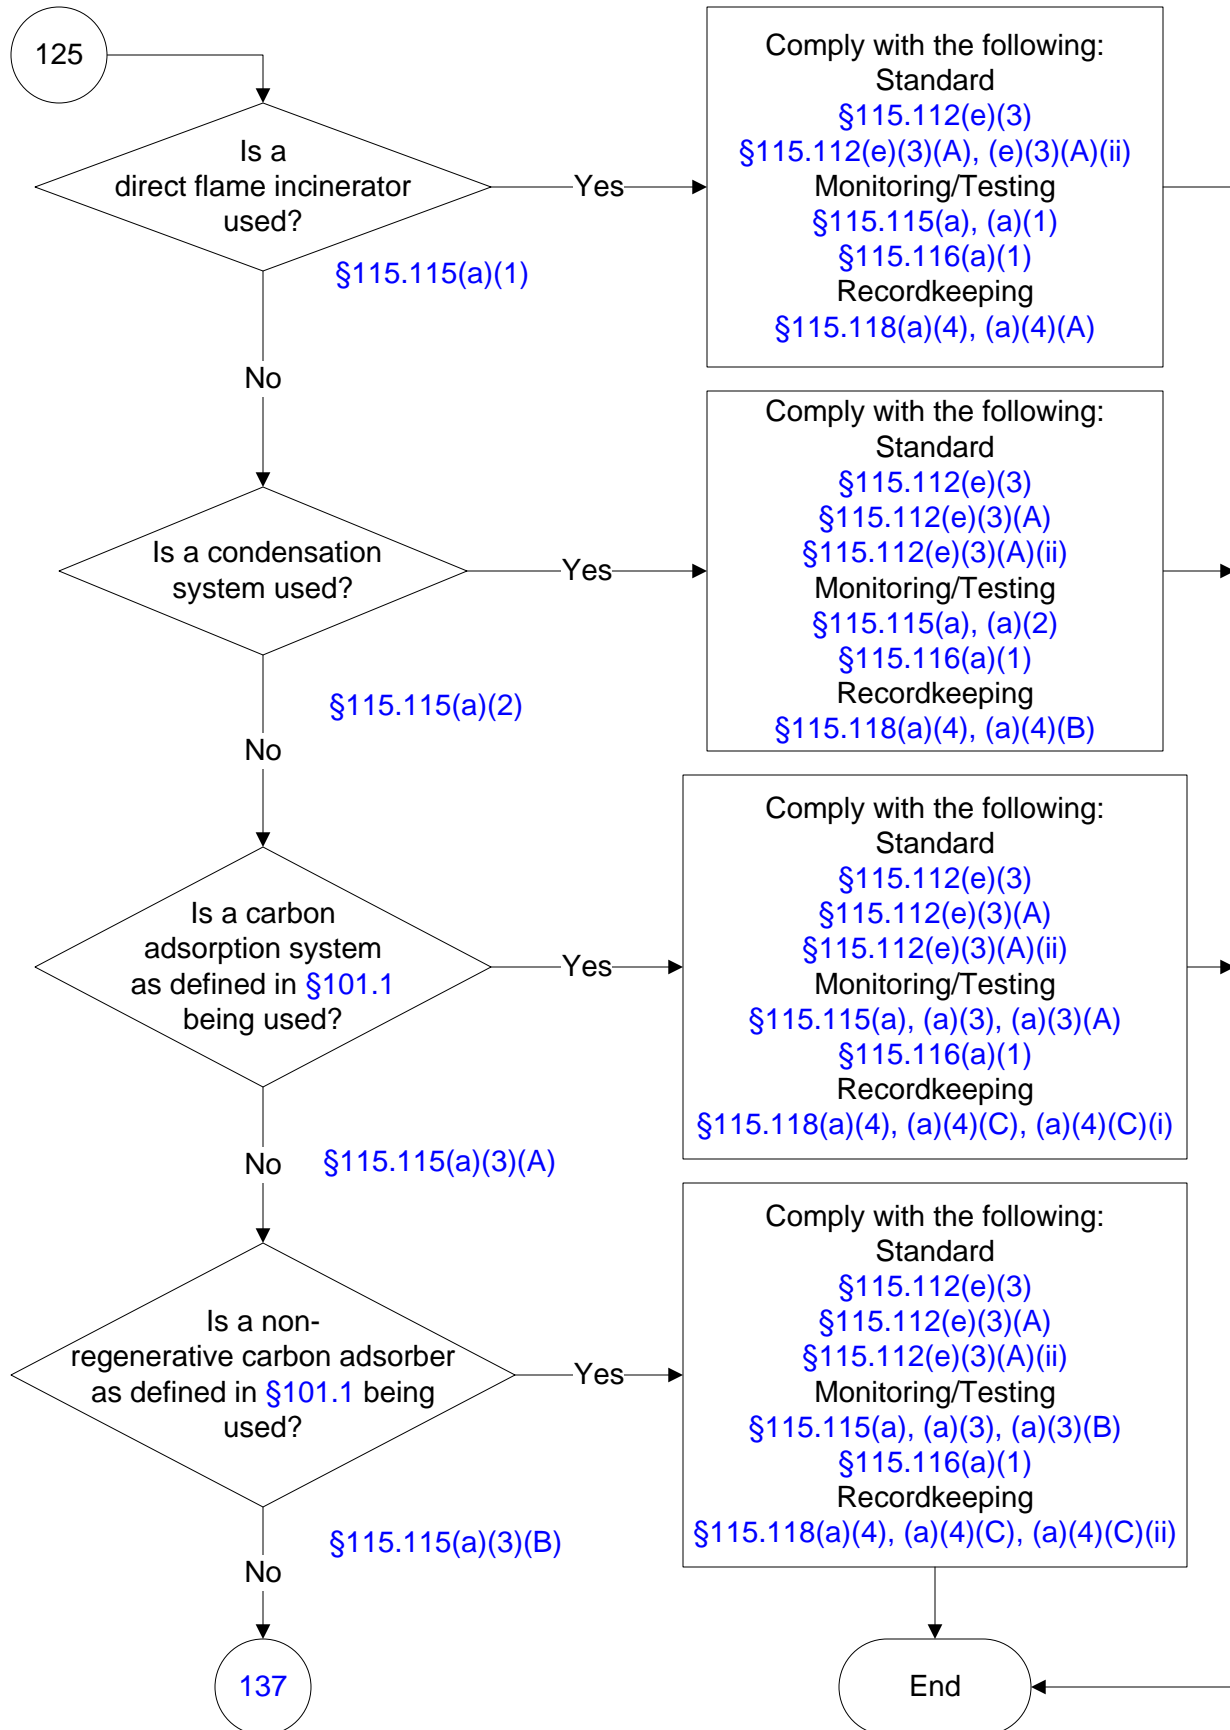 125
Is a
direct flame incinerator
used?
Yes
§115.115(a)(1)
No
Comply with the following:
Standard
§115.112(e)(3)
§115.112(e)(3)(A), (e)(3)(A)(ii)
Monitoring/Testing
§115.115(a), (a)(1)
§115.116(a)(1)
Recordkeeping
§115.118(a)(4), (a)(4)(A)
Is a condensation
system used?
Yes
§115.115(a)(2)
No
Comply with the following:
Standard
§115.112(e)(3)
§115.112(e)(3)(A)
§115.112(e)(3)(A)(ii)
Monitoring/Testing
§115.115(a), (a)(2)
§115.116(a)(1)
Recordkeeping
§115.118(a)(4), (a)(4)(B)
Is a carbon
adsorption system
as defined in §101.1
being used?
Yes
No
§115.115(a)(3)(A)
Comply with the following:
Standard
§115.112(e)(3)
§115.112(e)(3)(A)
§115.112(e)(3)(A)(ii)
Monitoring/Testing
§115.115(a), (a)(3), (a)(3)(A)
§115.116(a)(1)
Recordkeeping
§115.118(a)(4), (a)(4)(C), (a)(4)(C)(i)
Is a non-
regenerative carbon adsorber
as defined in §101.1 being
used?
Yes
§115.115(a)(3)(B)
No
Comply with the following:
Standard
§115.112(e)(3)
§115.112(e)(3)(A)
§115.112(e)(3)(A)(ii)
Monitoring/Testing
§115.115(a), (a)(3), (a)(3)(B)
§115.116(a)(1)
Recordkeeping
§115.118(a)(4), (a)(4)(C), (a)(4)(C)(ii)
137
End